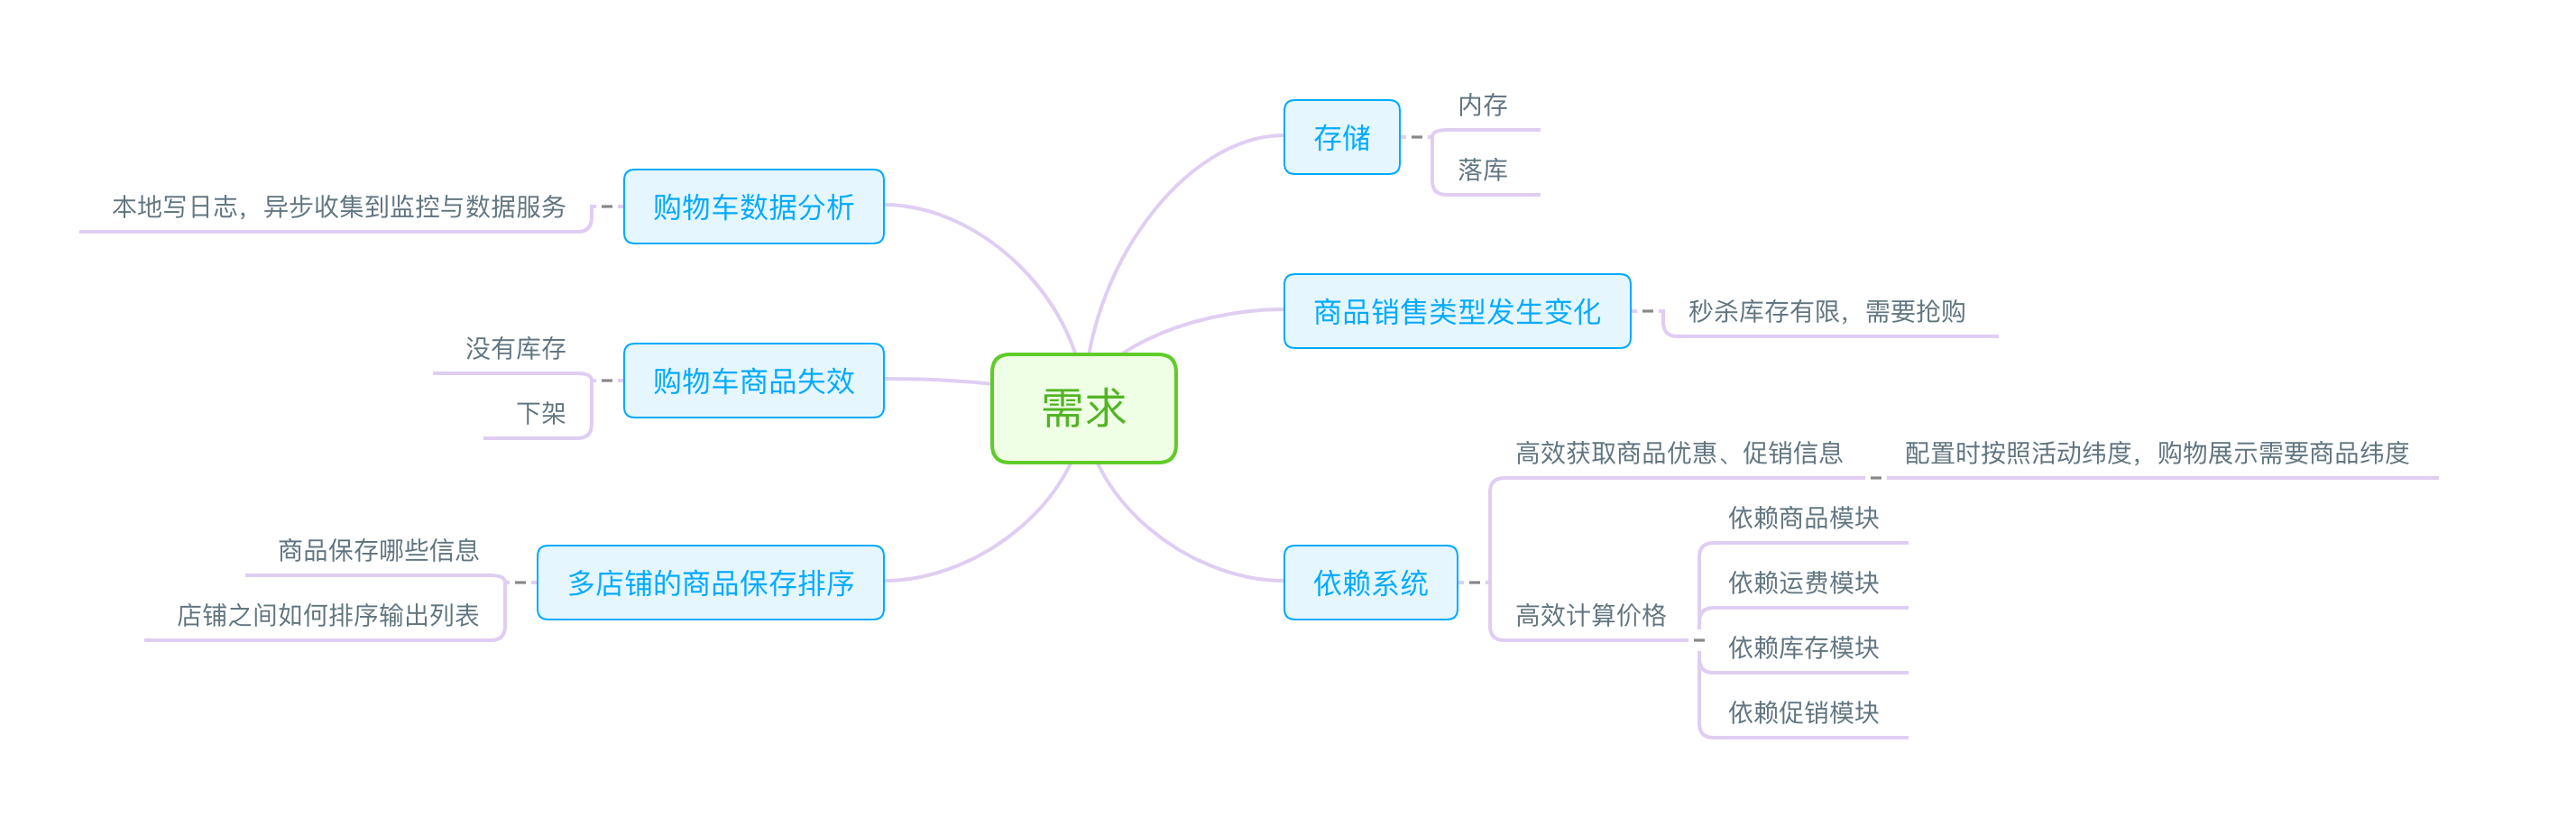 需求
存储
内存
落库
商品销售类型发生变化
秒杀库存有限，需要抢购
依赖系统
高效获取商品优惠、促销信息
配置时按照活动纬度，购物展示需要商品纬度
高效计算价格
依赖商品模块
依赖运费模块
依赖库存模块
依赖促销模块
购物车数据分析
本地写日志，异步收集到监控与数据服务
购物车商品失效
没有库存
下架
多店铺的商品保存排序
商品保存哪些信息
店铺之间如何排序输出列表